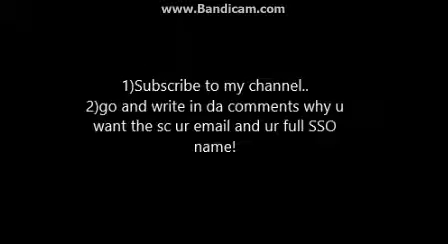 www.Bandicam.com
1)Subscribe to my channel..
2)go and write in da comments why u
want the sc ur email and ur full SSO
name!